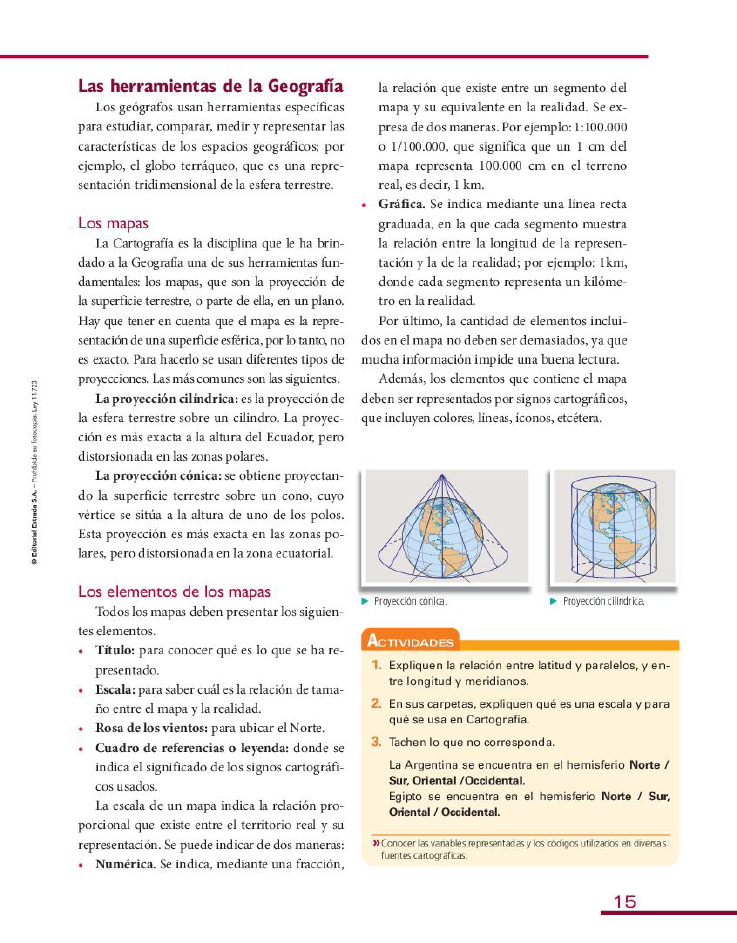 Las herramientas de la Geografía
Los geógrafos usan herramientas específicas
para estudiar, comparar, medir y representar las
características de los espacios geográficos; por
ejemplo, el globo terráqueo, que es una repre-
sentación tridimensional de la esfera terrestre.
Los mapas
La Cartografía es la disciplina que le ha brin-
dado a la Geografía una de sus herramientas fun-
damentales: los mapas, que son la proyección de
la superficie terrestre, o parte de ella, en un plano.
Hay que tener en cuenta que el mapa es la repre-
sentación de una superficie esférica, por lo tanto, no
es exacto. Para hacerlo se usan diferentes tipos de
proyecciones. Las más comunes son las siguientes.
La proyección cilíndrica: es la proyección de
la esfera terrestre sobre un cilindro. La proyec-
ción es más exacta a la altura del Ecuador, pero
distorsionada en las zonas polares.
La proyección cónica: se obtiene proyectan-
do la superficie terrestre sobre un cono, cuyo
vértice se sitúa a la altura de uno de los polos.
Esta proyección es más exacta en las zonas po-
lares, pero distorsionada en la zona ecuatorial.
Los elementos de los mapas
Todos los mapas deben presentar los siguien-
tes elementos.
• Título: para conocer qué es lo que se ha re-
presentado.
• Escala: para saber cuál es la relación de tama-
ño entre el mapa y la realidad.
• Rosa de los vientos: para ubicar el Norte.
• Cuadro de referencias o leyenda: donde se
indica el significado de los signos cartográfi-
cos usados.
La escala de un mapa indica la relación pro-
porcional que existe entre el territorio real y su
representación. Se puede indicar de dos maneras:
• Numérica. Se indica, mediante una fracción,
la relación que existe entre un segmento del
mapa y su equivalente en la realidad. Se ex-
presa de dos maneras. Por ejemplo: 1:100.000
o 1/100.000, que significa que un 1 cm del
mapa representa 100.000 cm en el terreno
real, es decir, 1 km.
• Gráfica. Se indica mediante una línea recta
graduada, en la que cada segmento muestra
la relación entre la longitud de la represen-
tación y la de la realidad; por ejemplo: 1km,
donde cada segmento representa un kilóme-
tro en la realidad.
Por último, la cantidad de elementos inclui-
dos en el mapa no deben ser demasiados, ya que
mucha información impide una buena lectura.
Además, los elementos que contiene el mapa
deben ser representados por signos cartográficos,
que incluyen colores, líneas, íconos, etcétera.
Proyección cónica.
Proyección cilíndrica.
ACTIVIDADES
1. Expliquen la relación entre latitud y paralelos, y en-
tre longitud y meridianos.
2. En sus carpetas, expliquen qué es una escala y para
qué se usa en Cartografía.
3. Tachen lo que no corresponda.
La Argentina se encuentra en el hemisferio Norte /
Sur, Oriental /Occidental.
Egipto se encuentra en el hemisferio Norte / Sur,
Oriental / Occidental.
» Conocer las variables representadas y los códigos utilizados en diversas
fuentes cartográficas.
© Editorial Estrada S.A. – Prohibida su fotocopia. Ley 11.723
15